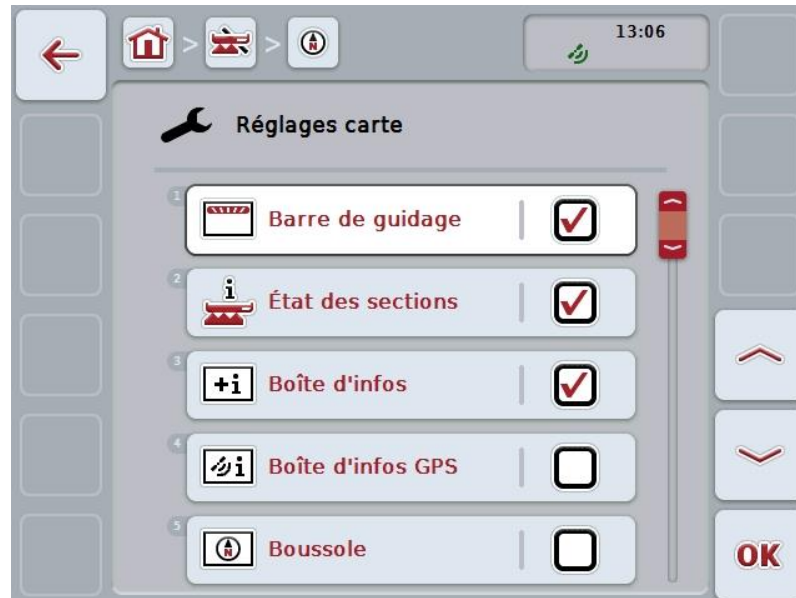 > >
13:06
Réglages carte
1
Barre de guidage
2
i
État des sections
3
+i
Boîte d'infos
4
i
Boîte d'infos GPS
5
N
Boussole
OK